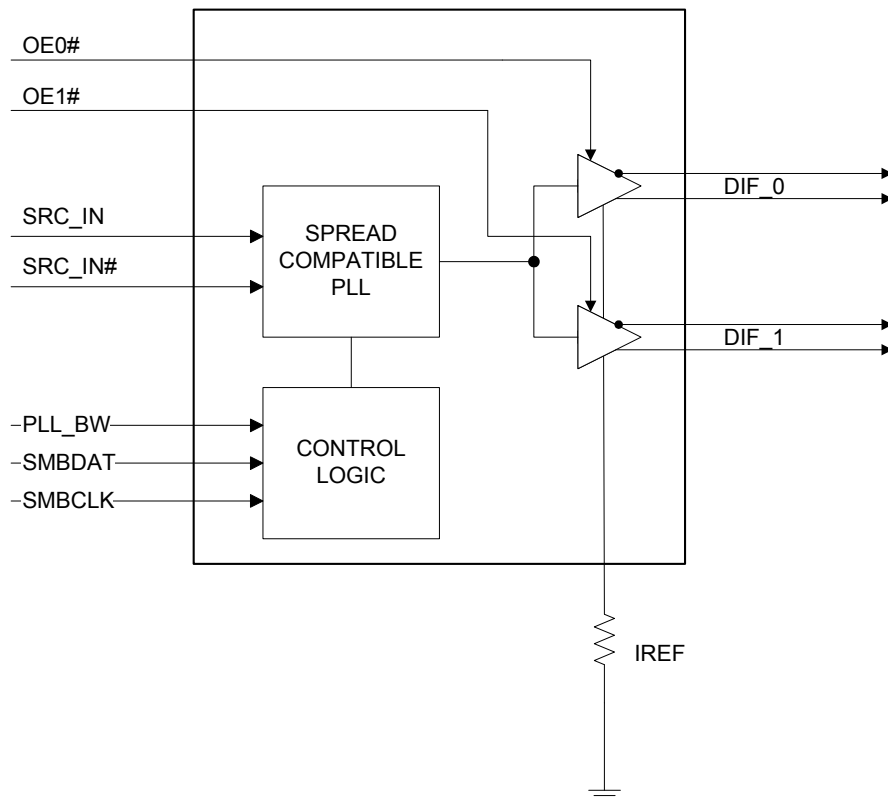 OE0#
OE1#
SRC_IN
SRC_IN#
SPREAD
COMPATIBLE
PLL
DIF_0
DIF_1
PLL_BW
SMBDAT
SMBCLK
CONTROL
LOGIC
IREF